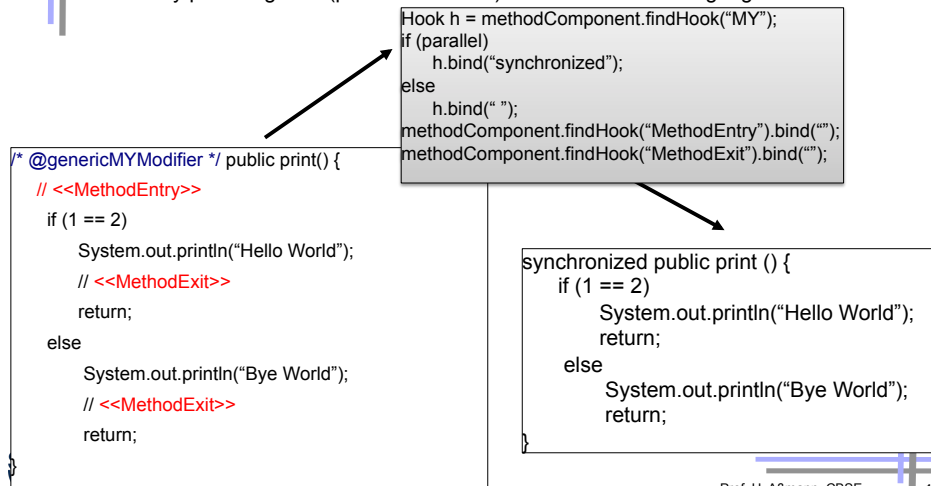 Hook h = methodComponent.findHook(“MY”);
if (parallel)
h.bind(“synchronized”);
else
h.bind(“ ”);
methodComponent.findHook(“MethodEntry”).bind(“”);
methodComponent.findHook(“MethodExit”).bind(“”);
/* @genericMYModifier */ public print() {
// <<MethodEntry>>
if (1 == 2)
System.out.println(“Hello World”);
// <<MethodExit>>
return;
else
System.out.println(“Bye World”);
// <<MethodExit>>
return;
}
synchronized public print () {
if (1 == 2)
System.out.println(“Hello World”);
return;
else
System.out.println(“Bye World”);
return;
}